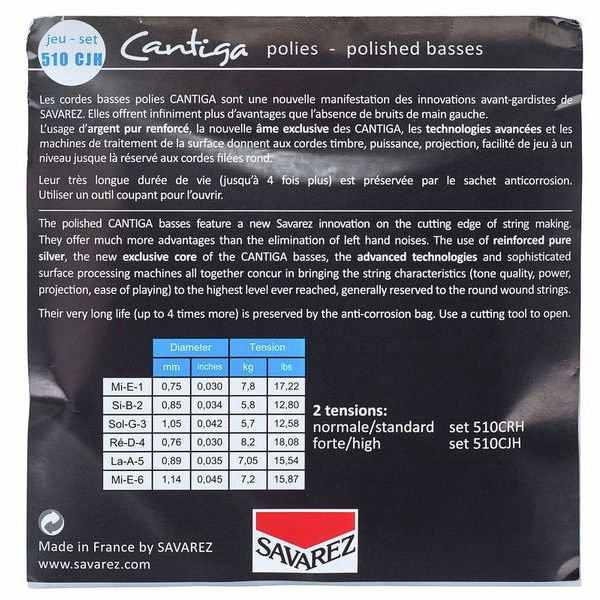 jeu - set
510 CJH
Cantiga polies - polished basses
Les cordes basses polies CANTIGA sont une nouvelle manifestation des innovations avant-gardistes de
SAVAREZ. Elles offrent infiniment plus d'avantages que l'absence de bruits de main gauche.
L'usage d'argent pur renforcé, la nouvelle âme exclusive des CANTIGA, les technologies avancées et les
machines de traitement de la surface donnent aux cordes timbre, puissance, projection, facilité de jeu à un
niveau jusque là réservé aux cordes filées rond.
Leur très longue durée de vie (jusqu'à 4 fois plus) est préservée par le sachet anticorrosion.
Utiliser un outil coupant pour l'ouvrir.
The polished CANTIGA basses feature a new Savarez innovation on the cutting edge of string making.
They offer much more advantages than the elimination of left hand noises. The use of reinforced pure
silver, the new exclusive core of the CANTIGA basses, the advanced technologies and sophisticated
surface processing machines all together concur in bringing the string characteristics (tone quality, power,
projection, ease of playing) to the highest level ever reached, generally reserved to the round wound strings.
Their very long life (up to 4 times more) is preserved by the anti-corrosion bag. Use a cutting tool to open.
Diameter Tension
mm inches kg lbs
Mi-E-1 0,75 0,030 7,8 17,22
Si-B-2 0,85 0,034 5,8 12,80
Sol-G-3 1,05 0,042 5,7 12,58
Ré-D-4 0,76 0,030 8,2 18,08
La-A-5 0,89 0,035 7,05 15,54
Mi-E-6 1,14 0,045 7,2 15,87
2 tensions:
normale/standard set 510CRH
forte/high set 510CJH
SAVAREZ
Made in France by SAVAREZ
www.savarez.com